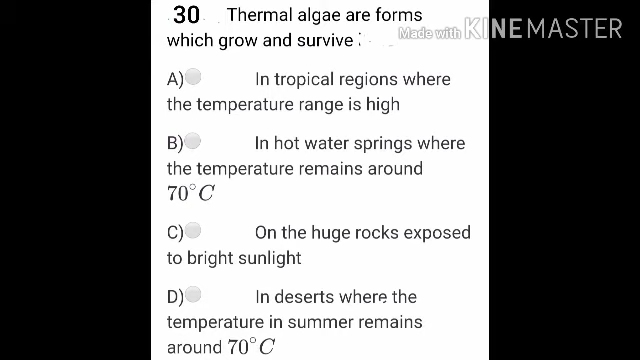 30 Thermal algae are forms
which grow and survive :
Made with KINEMASTER
A) In tropical regions where
the temperature range is high
B) In hot water springs where
the temperature remains around
70°C
C) On the huge rocks exposed
to bright sunlight
D) In deserts where the
temperature in summer remains
around 70°C